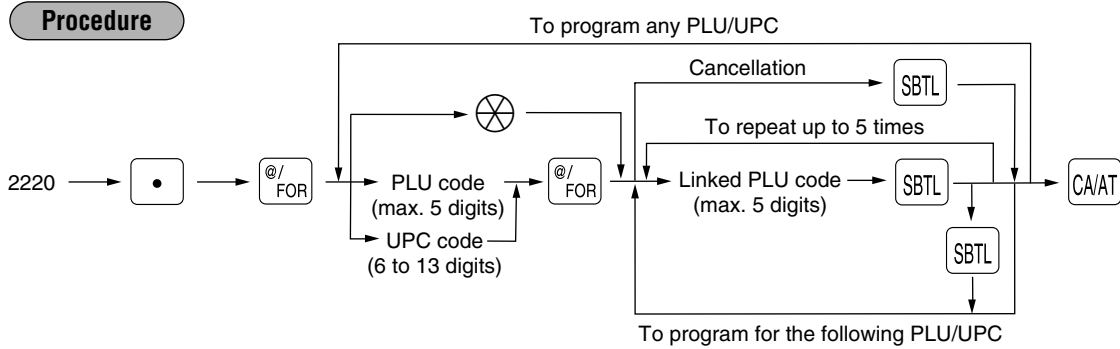 Procedure
To program any PLU/UPC
Cancellation
SBTL
To repeat up to 5 times
2220
•
@/
FOR
PLU code
(max. 5 digits)
UPC code
(6 to 13 digits)
@/
FOR
Linked PLU code
(max. 5 digits)
SBTL
CA/AT
SBTL
To program for the following PLU/UPC